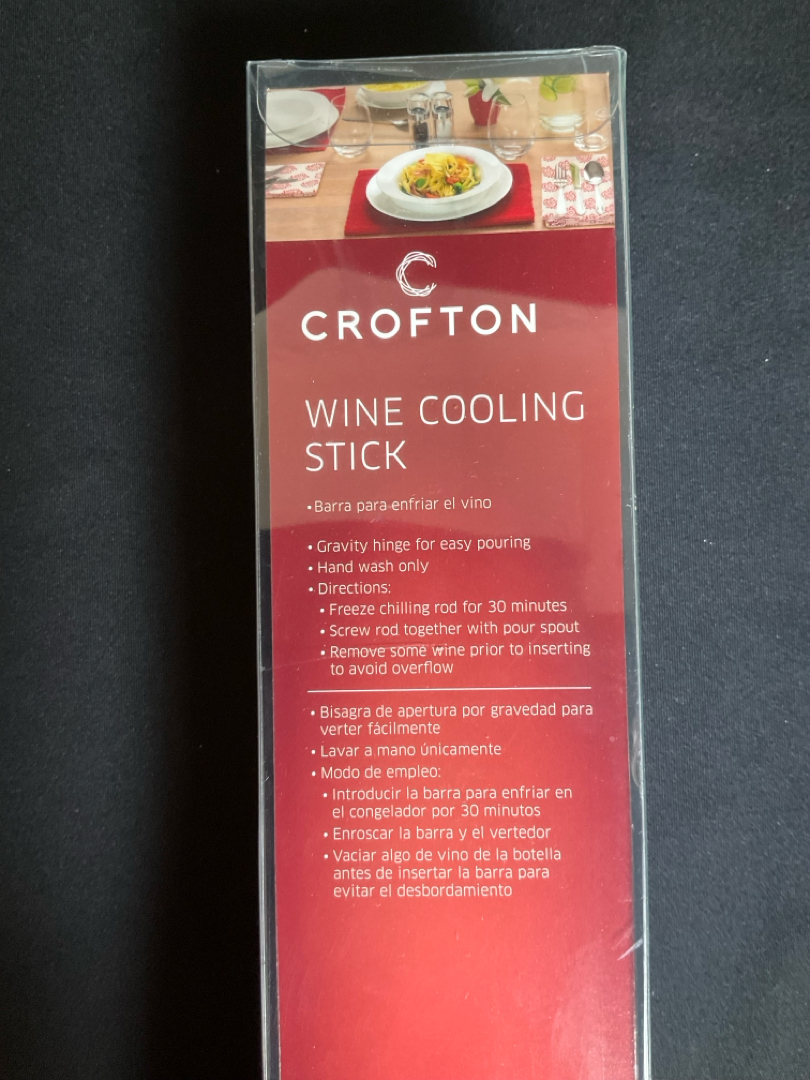 CROFTON
WINE COOLING
STICK
• Barra para enfriar el vino
• Gravity hinge for easy pouring
• Hand wash only
• Directions:
• Freeze chilling rod for 30 minutes
• Screw rod together with pour spout
• Remove some wine prior to inserting
to avoid overflow
• Bisagra de apertura por gravedad para
verter fácilmente
• Lavar a mano únicamente
• Modo de empleo:
• Introducir la barra para enfriar en
el congelador por 30 minutos
• Enroscar la barra y el vertedor
• Vaciar algo de vino de la botella
antes de insertar la barra para
evitar el desbordamiento